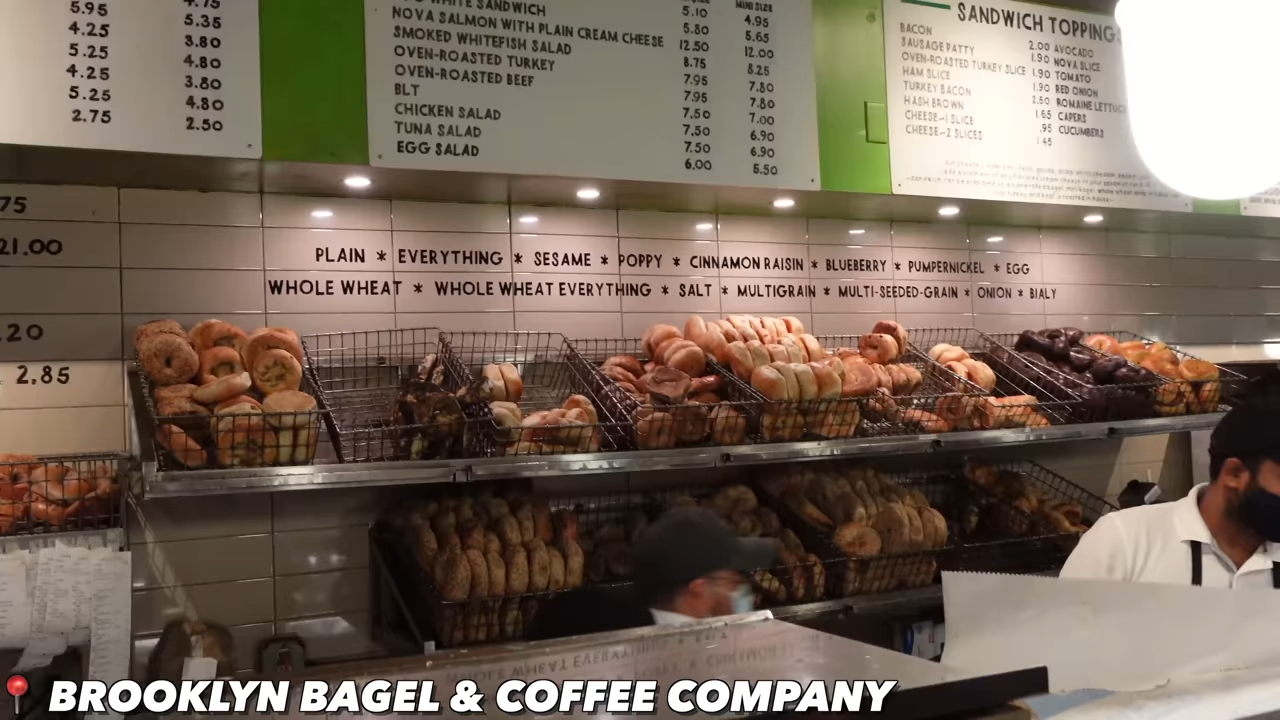 5.95 4.75
4.25 5.35
5.25 3.80
4.25 4.80
5.25 3.80
2.75 4.80
2.50
WHITE SANDWICH 5.10 4.95
MINI SIZE
NOVA SALMON WITH PLAIN CREAM CHEESE 5.80 5.65
SMOKED WHITEFISH SALAD 12.50 12.00
OVEN-ROASTED TURKEY 8.75 8.25
OVEN-ROASTED BEEF 7.95 7.80
BLT 7.95 7.80
CHICKEN SALAD 7.50 7.00
TUNA SALAD 7.50 6.90
EGG SALAD 7.50 6.90
6.00 5.50
SANDWICH TOPPINGS
BACON 2.00 AVOCADO
SAUSAGE PATTY 1.90 NOVA SLICE
OVEN-ROASTED TURKEY SLICE 1.90 TOMATO
HAM SLICE 1.90 RED ONION
TURKEY BACON 2.50 ROMAINE LETTUCE
HASH BROWN 1.65 CAPERS
CHEESE-1 SLICE .95 CUCUMBERS
CHEESE-2 SLICES 1.45
75
21.00
.20
2.85
PLAIN * EVERYTHING * SESAME * POPPY * CINNAMON RAISIN * BLUEBERRY * PUMPERNICKEL * EGG
WHOLE WHEAT * WHOLE WHEAT EVERYTHING * SALT * MULTIGRAIN * MULTI-SEEDED-GRAIN * ONION * BIALY
BROOKLYN BAGEL & COFFEE COMPANY